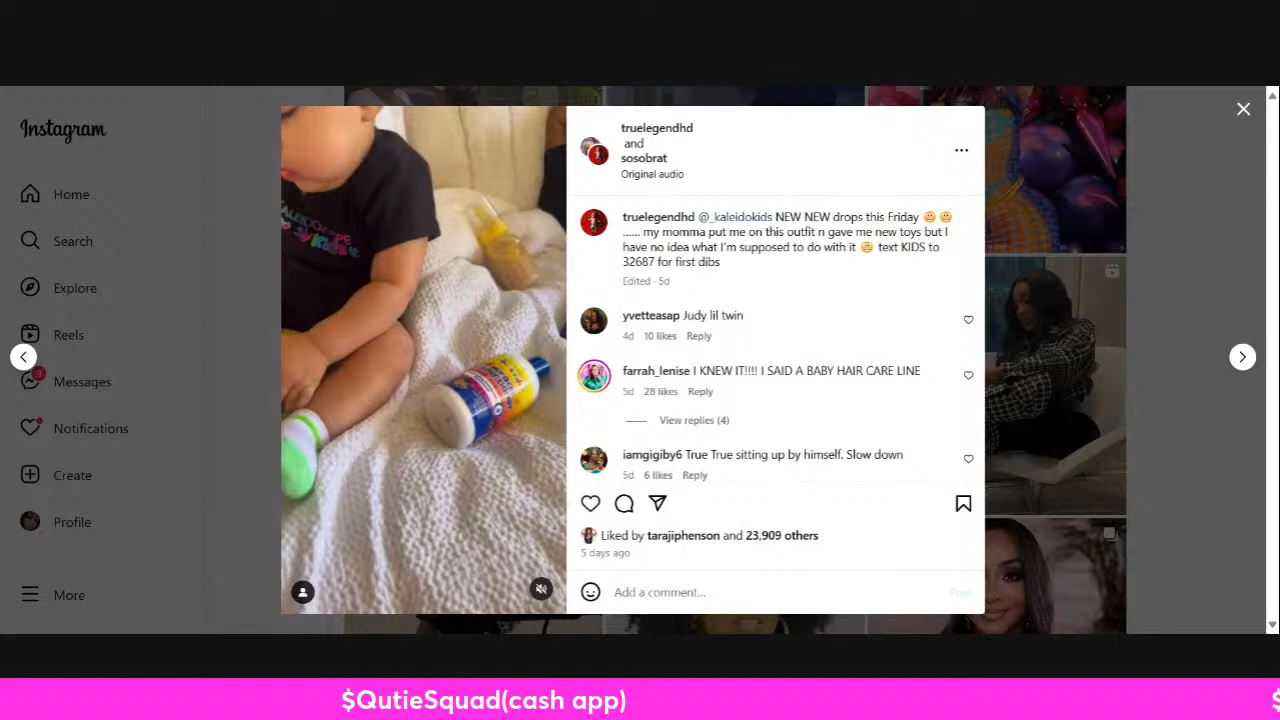 Instagram
Home
Search
Explore
Reels
9
Messages
Notifications
Create
Profile
More
KIDS
truelegendhd
and
sosobrat
Original audio
truelegendhd @_kaleidokids NEW NEW drops this Friday 😬 😬
...... my momma put me on this outfit n gave me new toys but I
have no idea what I'm supposed to do with it 😬 text KIDS to
32687 for first dibs
Edited · 5d
yvetteasap Judy lil twin
4d 10 likes Reply
farrah_lenise I KNEW IT!!!! I SAID A BABY HAIR CARE LINE
5d 28 likes Reply
View replies (4)
iamgigiby6 True True sitting up by himself. Slow down
5d 6 likes Reply
Liked by tarajiphenson and 23,909 others
5 days ago
Add a comment...
Post
$QutieSquad(cash app)
$